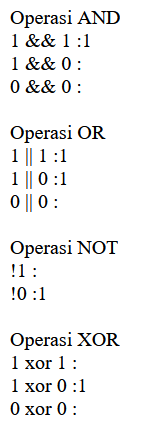 Operasi AND
1 && 1 :1
1 && 0 :
0 && 0 :
Operasi OR
1 || 1 :1
1 || 0 :1
0 || 0 :
Operasi NOT
!1 :
!0 :1
Operasi XOR
1 xor 1 :
1 xor 0 :1
0 xor 0 :